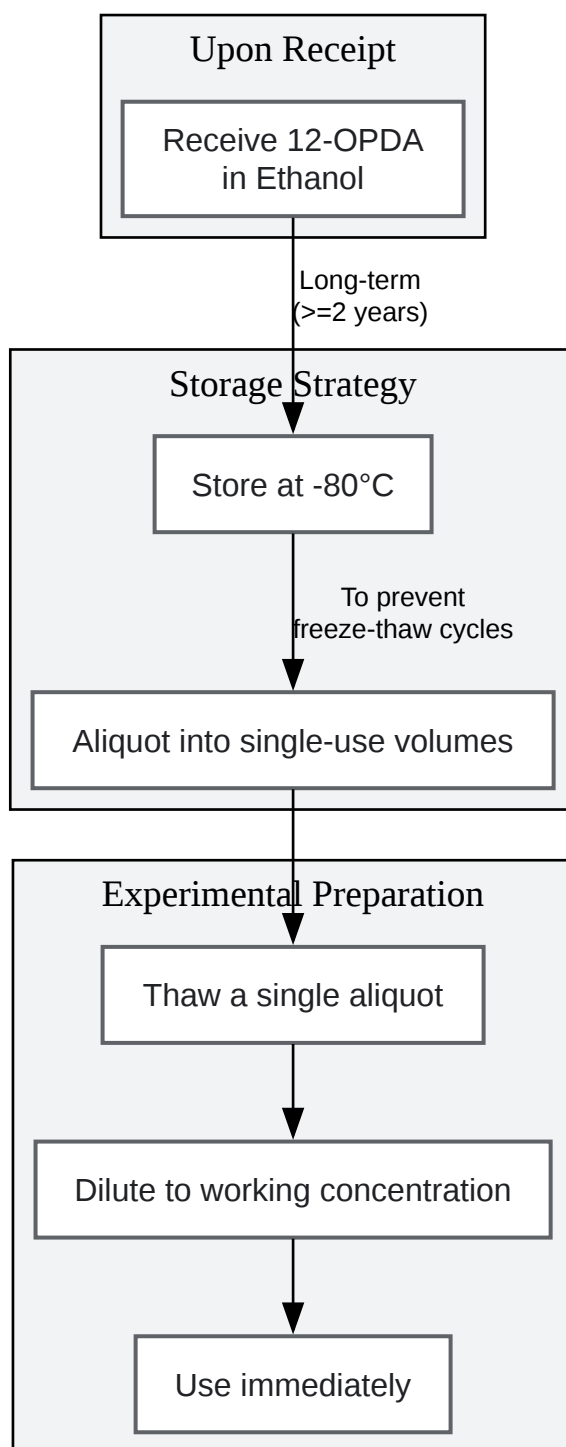 Upon Receipt
Receive 12-OPDA
in Ethanol
Long-term
(>=2 years)
Storage Strategy
Store at -80°C
To prevent
freeze-thaw cycles
Aliquot into single-use volumes
Experimental Preparation
Thaw a single aliquot
Dilute to working concentration
Use immediately